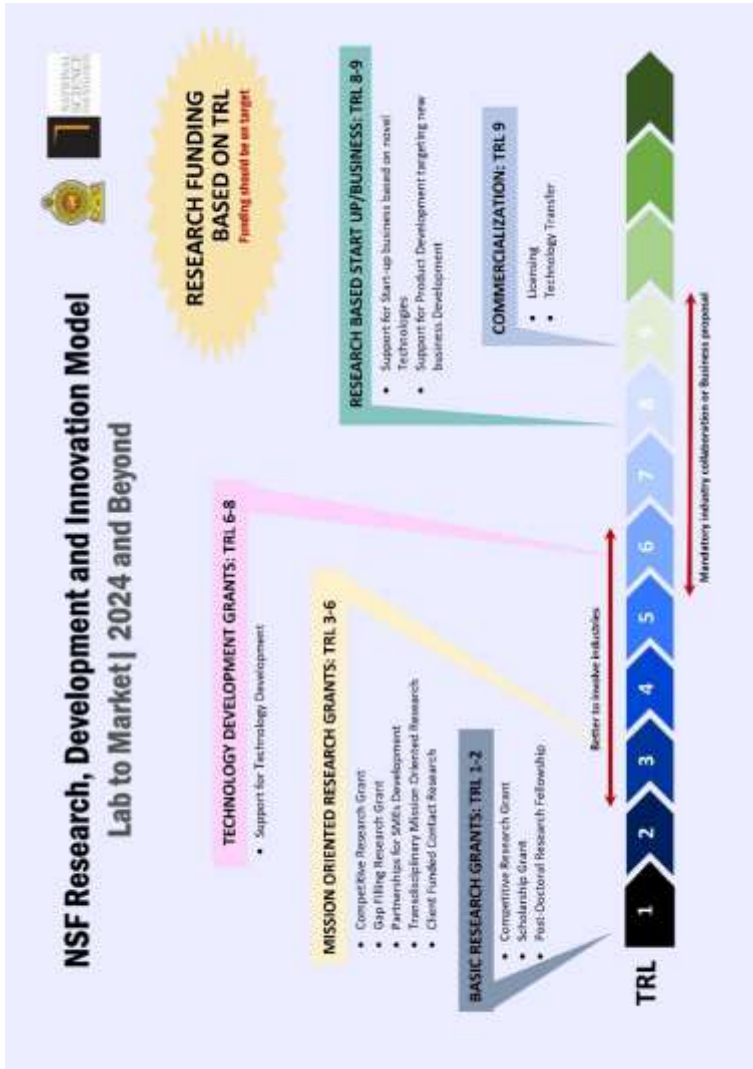 NSF Research, Development and Innovation Model
Lab to Market| 2024 and Beyond
NATIONAL
SCIENCE
FOUNDATION
RESEARCH FUNDING
BASED ON TRL
Funding should be on target
TECHNOLOGY DEVELOPMENT GRANTS: TRL 6-8
• Support for Technology Development
MISSION ORIENTED RESEARCH GRANTS: TRL 3-6
• Competitive Research Grant
• Gap Filling Research Grant
• Partnerships for SMEs Development
• Transdisciplinary Mission Oriented Research
• Client Funded Contact Research
BASIC RESEARCH GRANTS: TRL 1-2
• Competitive Research Grant
• Scholarship Grant
• Post-Doctoral Research Fellowship
RESEARCH BASED START UP/BUSINESS: TRL 8-9
• Support for Start-up business based on novel
Technologies
• Support for Product Development targeting new
business Development
COMMERCIALIZATION: TRL 9
• Licensing
• Technology Transfer
Better to involve industries
TRL
1 2 3 4 5 6 7 8 9
Mandatory industry collaboration or Business proposal